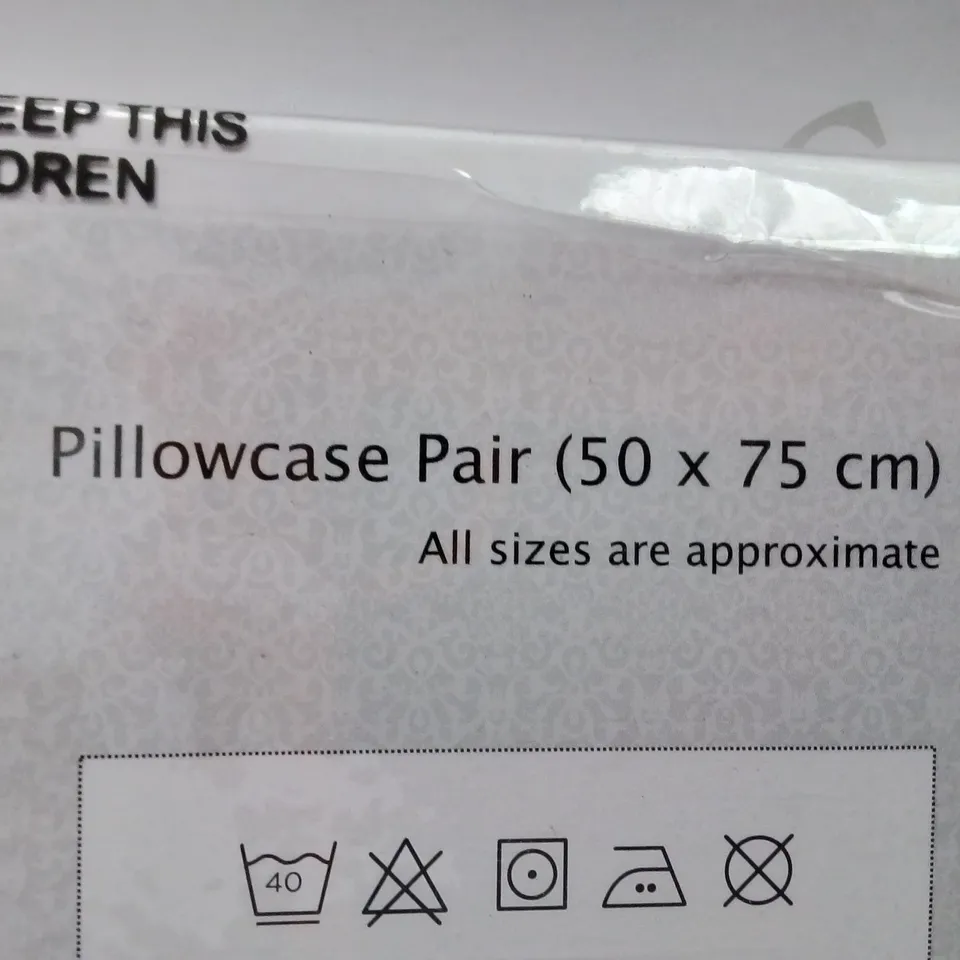 EEP THIS
DREN
Pillowcase Pair (50 x 75 cm)
All sizes are approximate
40